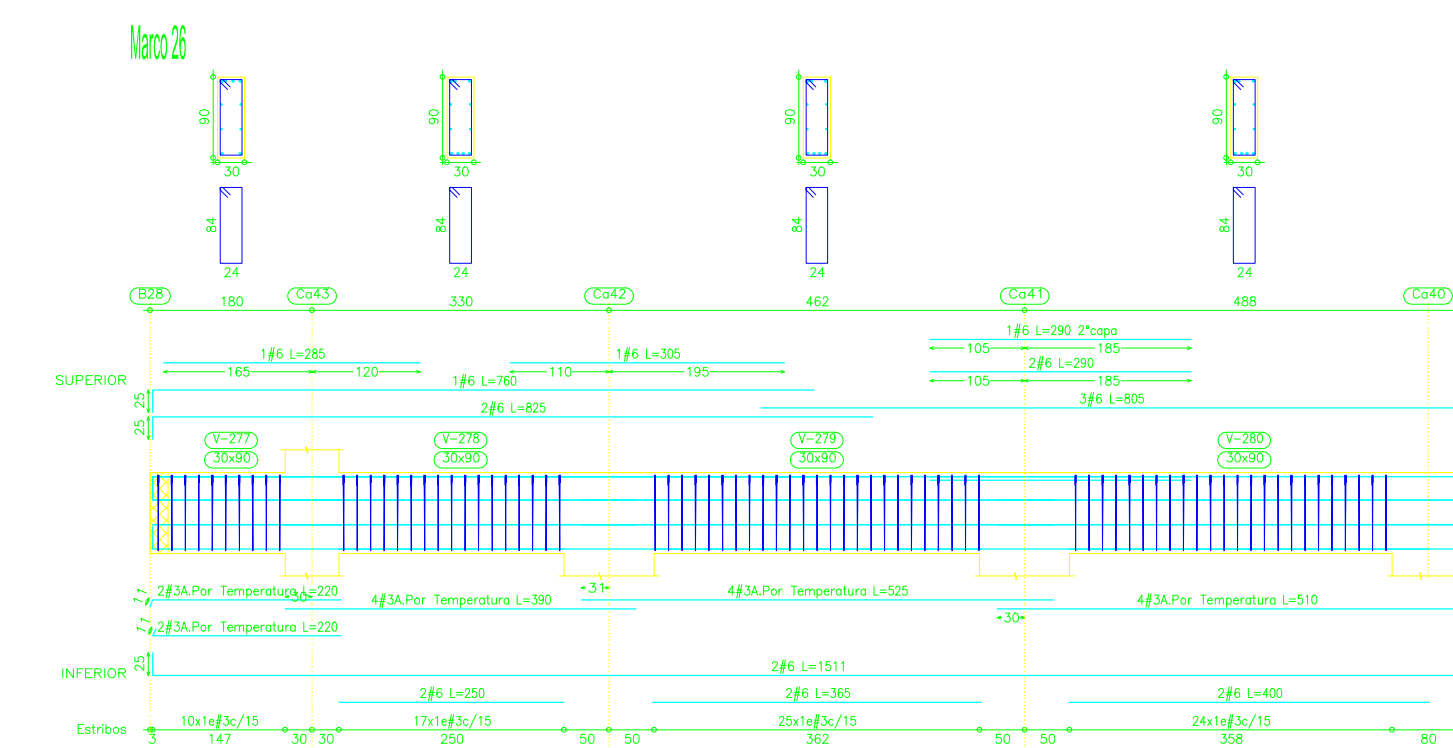 Marco 26
90 90 90 90
30 30 30 30
84 84 84 84
24 24 24 24
B28 180 Ca43 330 Ca42 462 Ca41 488 Ca40
1#6 L=290 2ªcapa
105 185
1#6 L=285 1#6 L=305 2#6 L=290
165 120 110 195 105 185
SUPERIOR
1#6 L=760
25
3#6 L=805
2#6 L=825
25
V-277 V-278 V-279 V-280
30x90 30x90 30x90 30x90
11 2#3A.Por Temperatura L=220 30 31 4#3A.Por Temperatura L=525
4#3A.Por Temperatura L=390 4#3A.Por Temperatura L=510
30
11 2#3A.Por Temperatura L=220
25
INFERIOR 2#6 L=1511
2#6 L=250 2#6 L=365 2#6 L=400
Estribos 10x1e#3c/15 17x1e#3c/15 25x1e#3c/15 24x1e#3c/15
3 147 30 30 250 50 50 362 50 50 358 80